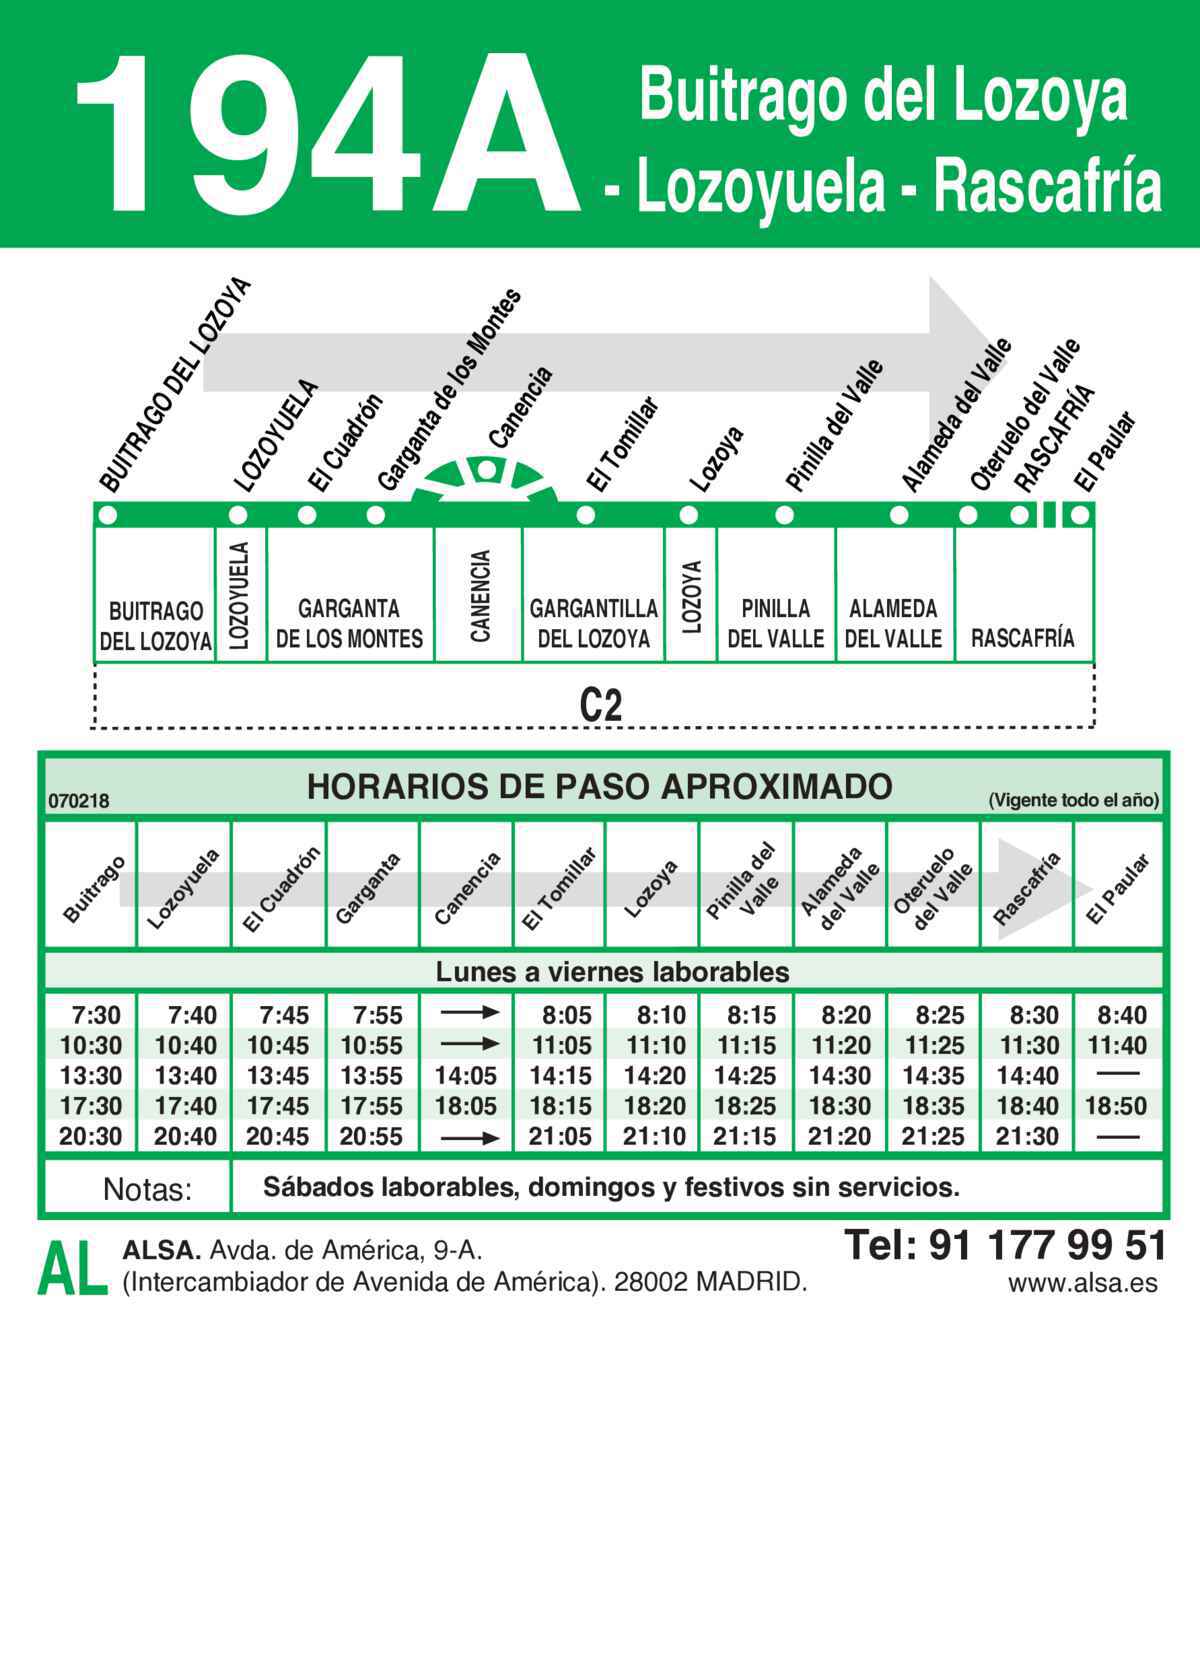 194A
Buitrago del Lozoya
- Lozoyuela - Rascafría
BUITRAGO DEL LOZOYA
LOZOYUELA
El Cuadrón
Garganta de los Montes
Canencia
El Tomillar
Lozoya
Pinilla del Valle
Alameda del Valle
Oteruelo del Valle
RASCAFRÍA
El Paular
BUITRAGO
DEL LOZOYA
LOZOYUELA
GARGANTA
DE LOS MONTES
CANENCIA
GARGANTILLA
DEL LOZOYA
LOZOYA
PINILLA
DEL VALLE
ALAMEDA
DEL VALLE
RASCAFRÍA
C2
070218
HORARIOS DE PASO APROXIMADO
(Vigente todo el año)
Buitrago
Lozoyuela
El Cuadrón
Garganta
Canencia
El Tomillar
Lozoya
Pinilla del
Valle
Alameda
del Valle
Oteruelo
del Valle
Rascafría
El Paular
Lunes a viernes laborables
7:30 7:40 7:45 7:55 → 8:05 8:10 8:15 8:20 8:25 8:30 8:40
10:30 10:40 10:45 10:55 → 11:05 11:10 11:15 11:20 11:25 11:30 11:40
13:30 13:40 13:45 13:55 14:05 14:15 14:20 14:25 14:30 14:35 14:40 —
17:30 17:40 17:45 17:55 18:05 18:15 18:20 18:25 18:30 18:35 18:40 18:50
20:30 20:40 20:45 20:55 → 21:05 21:10 21:15 21:20 21:25 21:30 —
Notas: Sábados laborables, domingos y festivos sin servicios.
AL
ALSA. Avda. de América, 9-A.
(Intercambiador de Avenida de América). 28002 MADRID.
Tel: 91 177 99 51
www.alsa.es